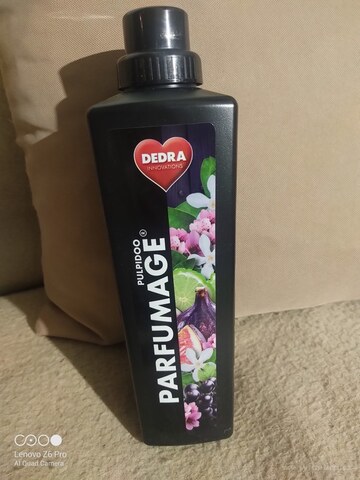 DEDRA
INNOVATIONS
PULPIDOO
PARFUMAGE®
Lenovo Z6 Pro
AI Quad Camera